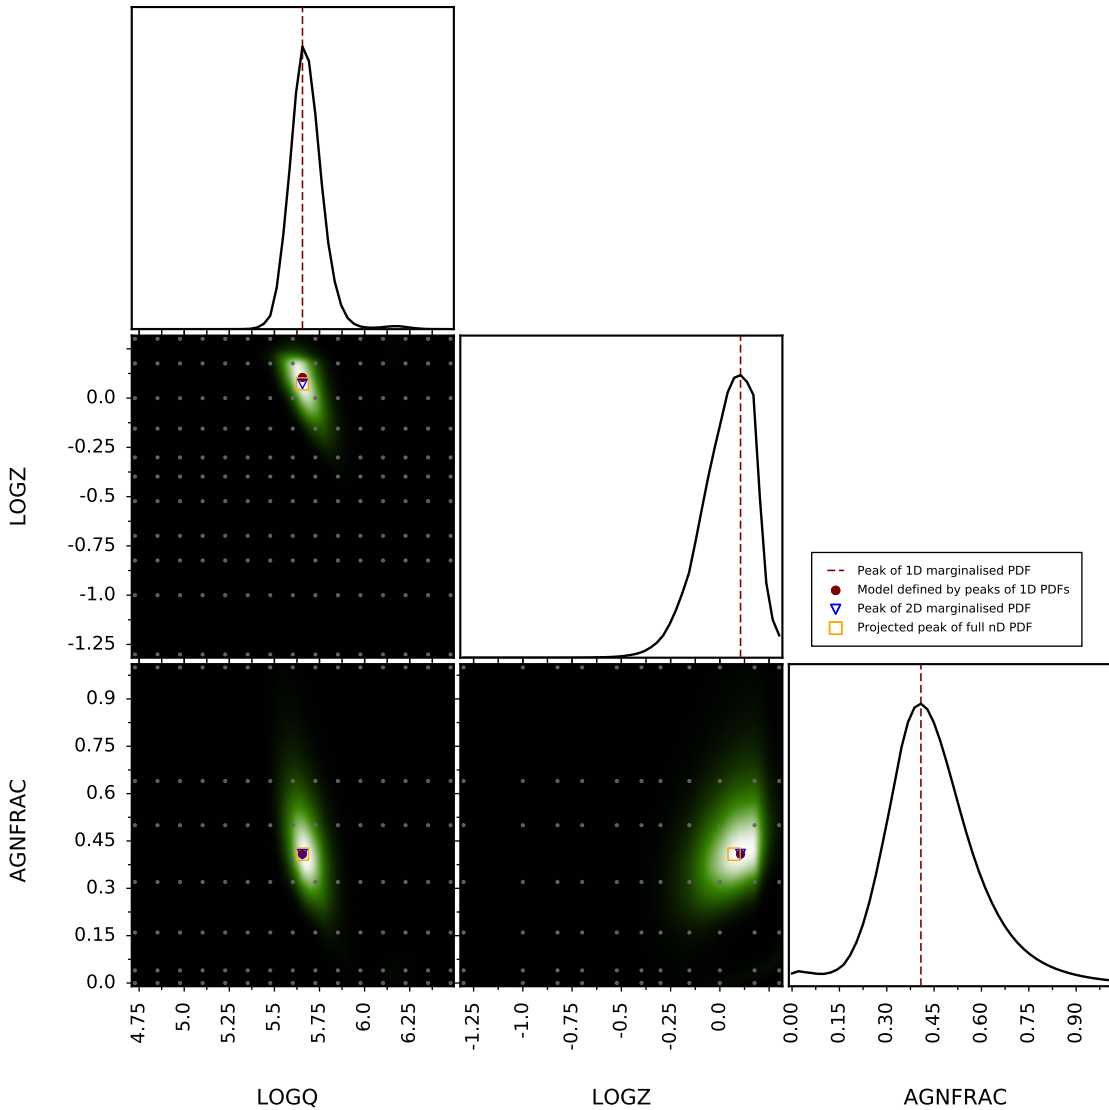 LOGZ
0.0
-0.25
-0.5
-0.75
-1.0
-1.25
Peak of 1D marginalised PDF
Model defined by peaks of 1D PDFs
Peak of 2D marginalised PDF
Projected peak of full nD PDF
AGNFRAC
0.9
0.75
0.6
0.45
0.3
0.15
0.0
4.75 5.0 5.25 5.5 5.75 6.0 6.25
-1.25 -1.0 -0.75 -0.5 -0.25 0.0
0.00 0.15 0.30 0.45 0.60 0.75 0.90
LOGQ LOGZ AGNFRAC